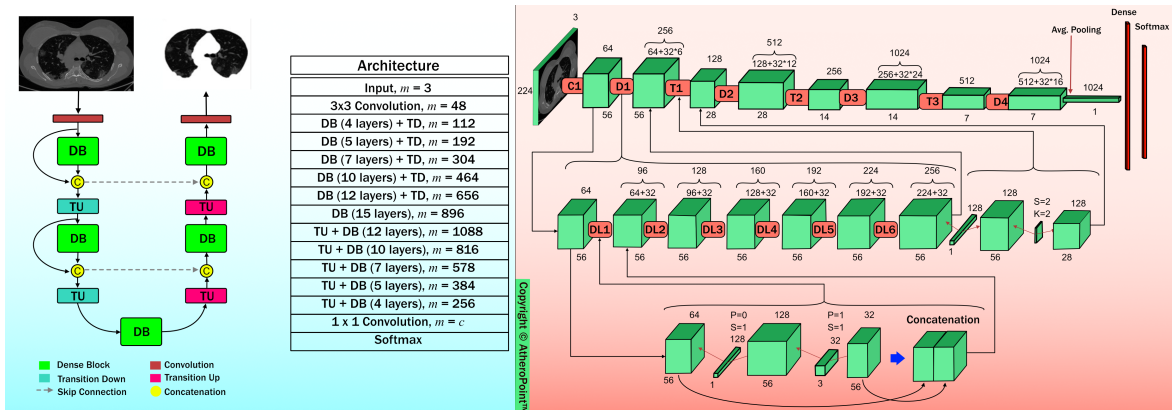 DB
C
TU
DB
C
TU
DB
DB
C
TU
DB
C
TU
Dense Block
Transition Down
Skip Connection
Convolution
Transition Up
Concatenation
Architecture
Input, m = 3
3x3 Convolution, m = 48
DB (4 layers) + TD, m = 112
DB (5 layers) + TD, m = 192
DB (7 layers) + TD, m = 304
DB (10 layers) + TD, m = 464
DB (12 layers) + TD, m = 656
DB (15 layers), m = 896
TU + DB (12 layers), m = 1088
TU + DB (10 layers), m = 816
TU + DB (7 layers), m = 578
TU + DB (5 layers), m = 384
TU + DB (4 layers), m = 256
1 x 1 Convolution, m = c
Softmax
Copyright © AtheroPoint™
3
224
C1
64
56
D1
256
64+32*6
56
T1
128
28
D2
512
128+32*12
28
T2
256
14
D3
1024
256+32*24
14
T3
512
7
D4
1024
512+32*16
7
Avg. Pooling
1024
1
Dense
Softmax
64
56
DL1
96
64+32
56
DL2
128
96+32
56
DL3
160
128+32
56
DL4
192
160+32
56
DL5
224
192+32
56
DL6
256
224+32
56
128
1
128
56
S=2
K=2
128
28
64
56
P=0
S=1
128
1
128
56
P=1
S=1
32
3
32
56
Concatenation